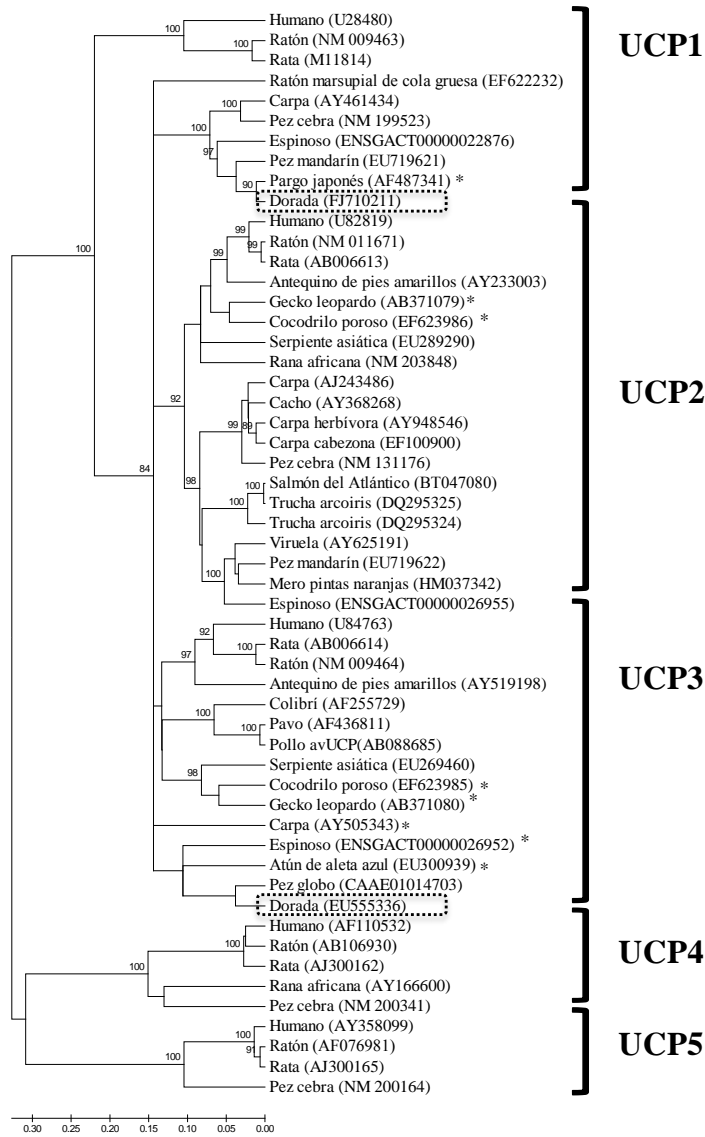 Humano (U28480)
Ratón (NM 009463)
Rata (M11814)
Ratón marsupial de cola gruesa (EF622232)
Carpa (AY461434)
Pez cebra (NM 199523)
Espinoso (ENSGACT00000022876)
Pez mandarín (EU719621)
Pargo japonés (AF487341) *
Dorada (FJ710211)
UCP1
Humano (U82819)
Ratón (NM 011671)
Rata (AB006613)
Antequino de pies amarillos (AY233003)
Gecko leopardo (AB371079) *
Cocodrilo poroso (EF623986) *
Serpiente asiática (EU289290)
Rana africana (NM 203848)
Carpa (AJ243486)
Cacho (AY368268)
Carpa herbívora (AY948546)
Carpa cabezona (EF100900)
Pez cebra (NM 131176)
Salmón del Atlántico (BT047080)
Trucha arcoiris (DQ295325)
Trucha arcoiris (DQ295324)
Viruela (AY625191)
Pez mandarín (EU719622)
Mero pintas naranjas (HM037342)
Espinoso (ENSGACT00000026955)
UCP2
Humano (U84763)
Rata (AB006614)
Ratón (NM 009464)
Antequino de pies amarillos (AY519198)
Colibrí (AF255729)
Pavo (AF436811)
Pollo avUCP(AB088685)
Serpiente asiática (EU269460)
Cocodrilo poroso (EF623985) *
Gecko leopardo (AB371080) *
Carpa (AY505343) *
Espinoso (ENSGACT00000026952) *
Atún de aleta azul (EU300939) *
Pez globo (CAAE01014703)
Dorada (EU555336)
UCP3
Humano (AF110532)
Ratón (AB106930)
Rata (AJ300162)
Rana africana (AY166600)
Pez cebra (NM 200341)
UCP4
Humano (AY358099)
Ratón (AF076981)
Rata (AJ300165)
Pez cebra (NM 200164)
UCP5
100
100
100
100
97
90
100
99
99
99
92
84
99
89
98
100
100
92
97
100
100
100
98
100
100
100
91
100
0.30 0.25 0.20 0.15 0.10 0.05 0.00